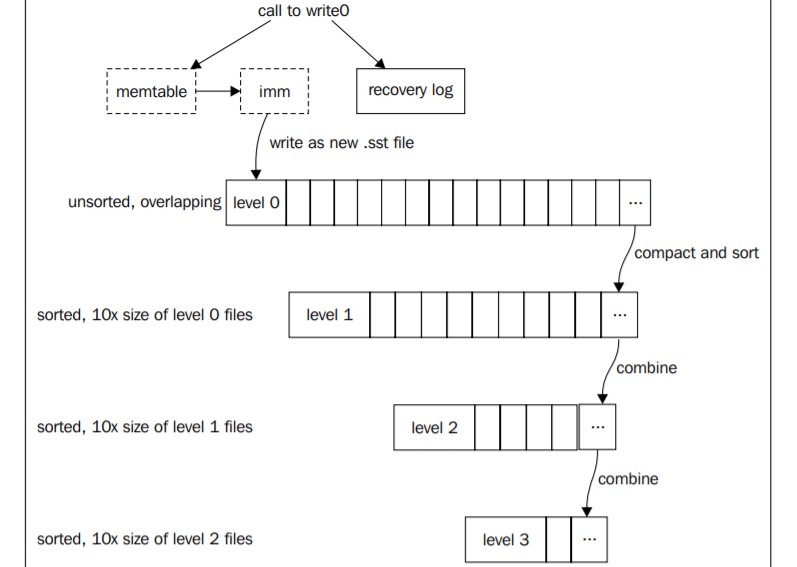 call to write0
memtable
imm
recovery log
write as new .sst file
unsorted, overlapping
level 0
...
compact and sort
sorted, 10x size of level 0 files
level 1
...
combine
sorted, 10x size of level 1 files
level 2
...
combine
sorted, 10x size of level 2 files
level 3
...